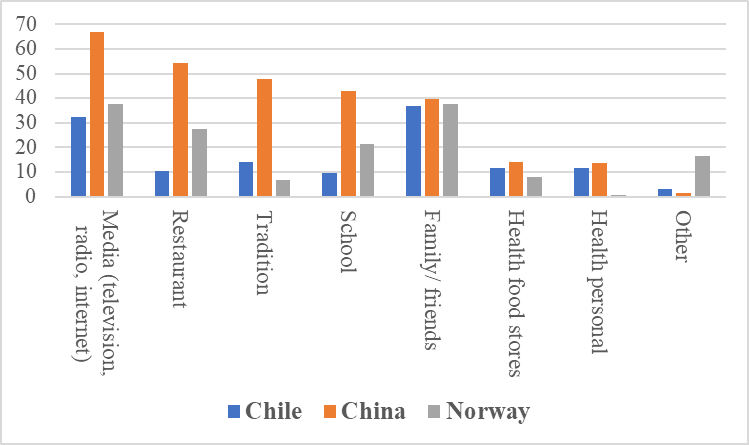 70
60
50
40
30
20
10
0
Media (television,
radio, internet)
Restaurant
Tradition
School
Family/ friends
Health food stores
Health personal
Other
Chile China Norway